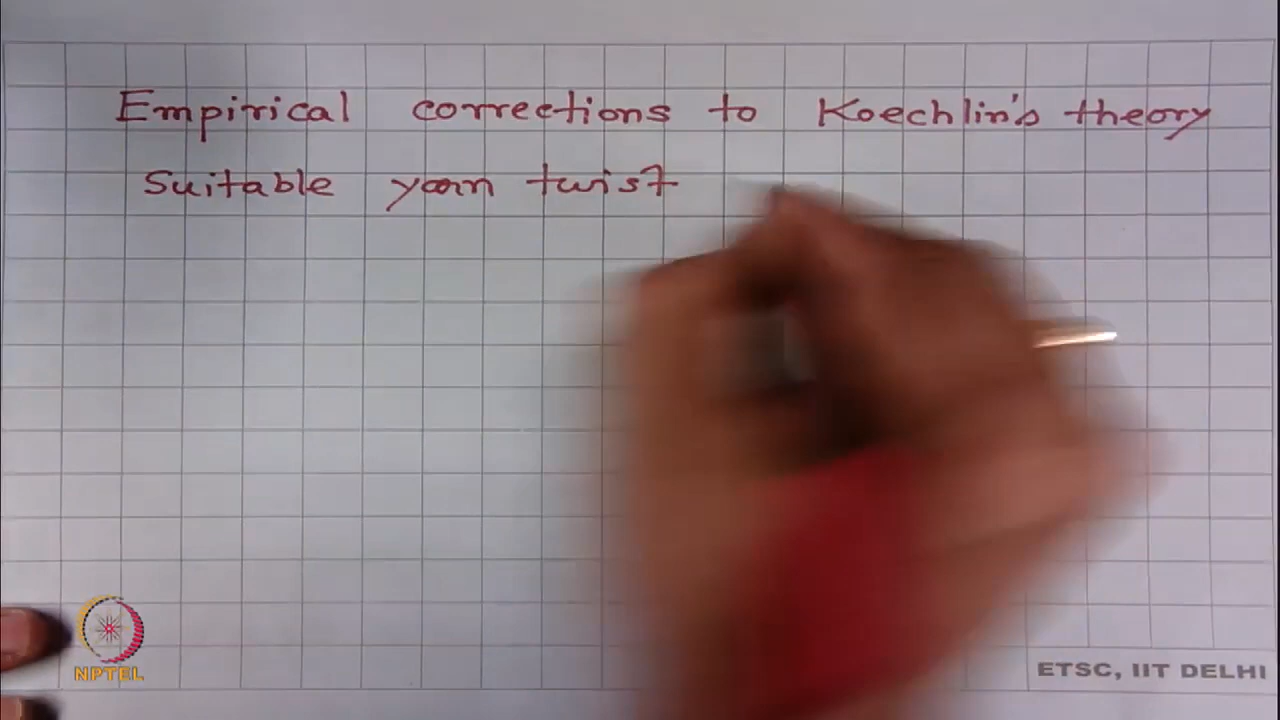 Empirical corrections to Koechlin's theory
Suitable yarn twist
NPTEL
ETSC, IIT DELHI